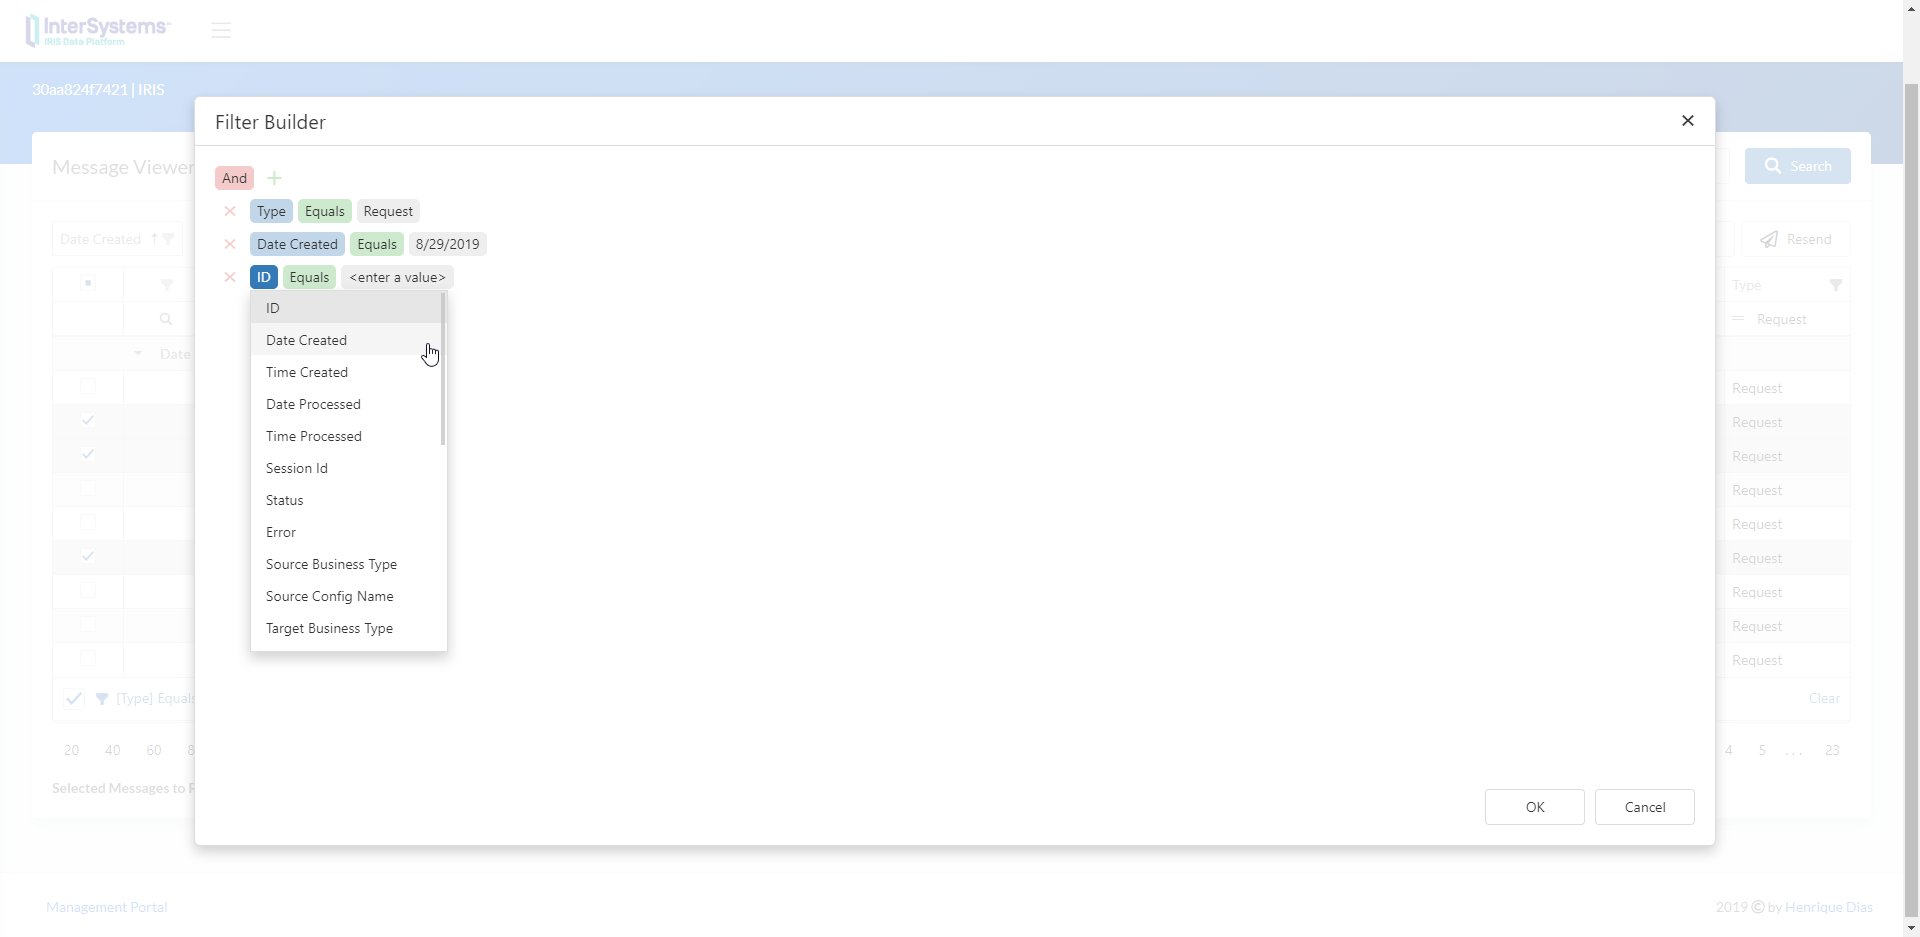 InterSystems
IRIS Data Platform
30aa824f7421 | IRIS
Filter Builder
Message Viewer
Search
And
Type Equals Request
Date Created Equals 8/29/2019
ID Equals <enter a value>
Date Created
Resend
ID
Date Created
Time Created
Date Processed
Time Processed
Session Id
Status
Error
Source Business Type
Source Config Name
Target Business Type
Type
= Request
Date
Request
Request
Request
Request
Request
Request
Request
Request
Request
[Type] Equals
Clear
20 40 60 8
4 5 ... 23
Selected Messages to
OK Cancel
Management Portal
2019 © by Henrique Dias